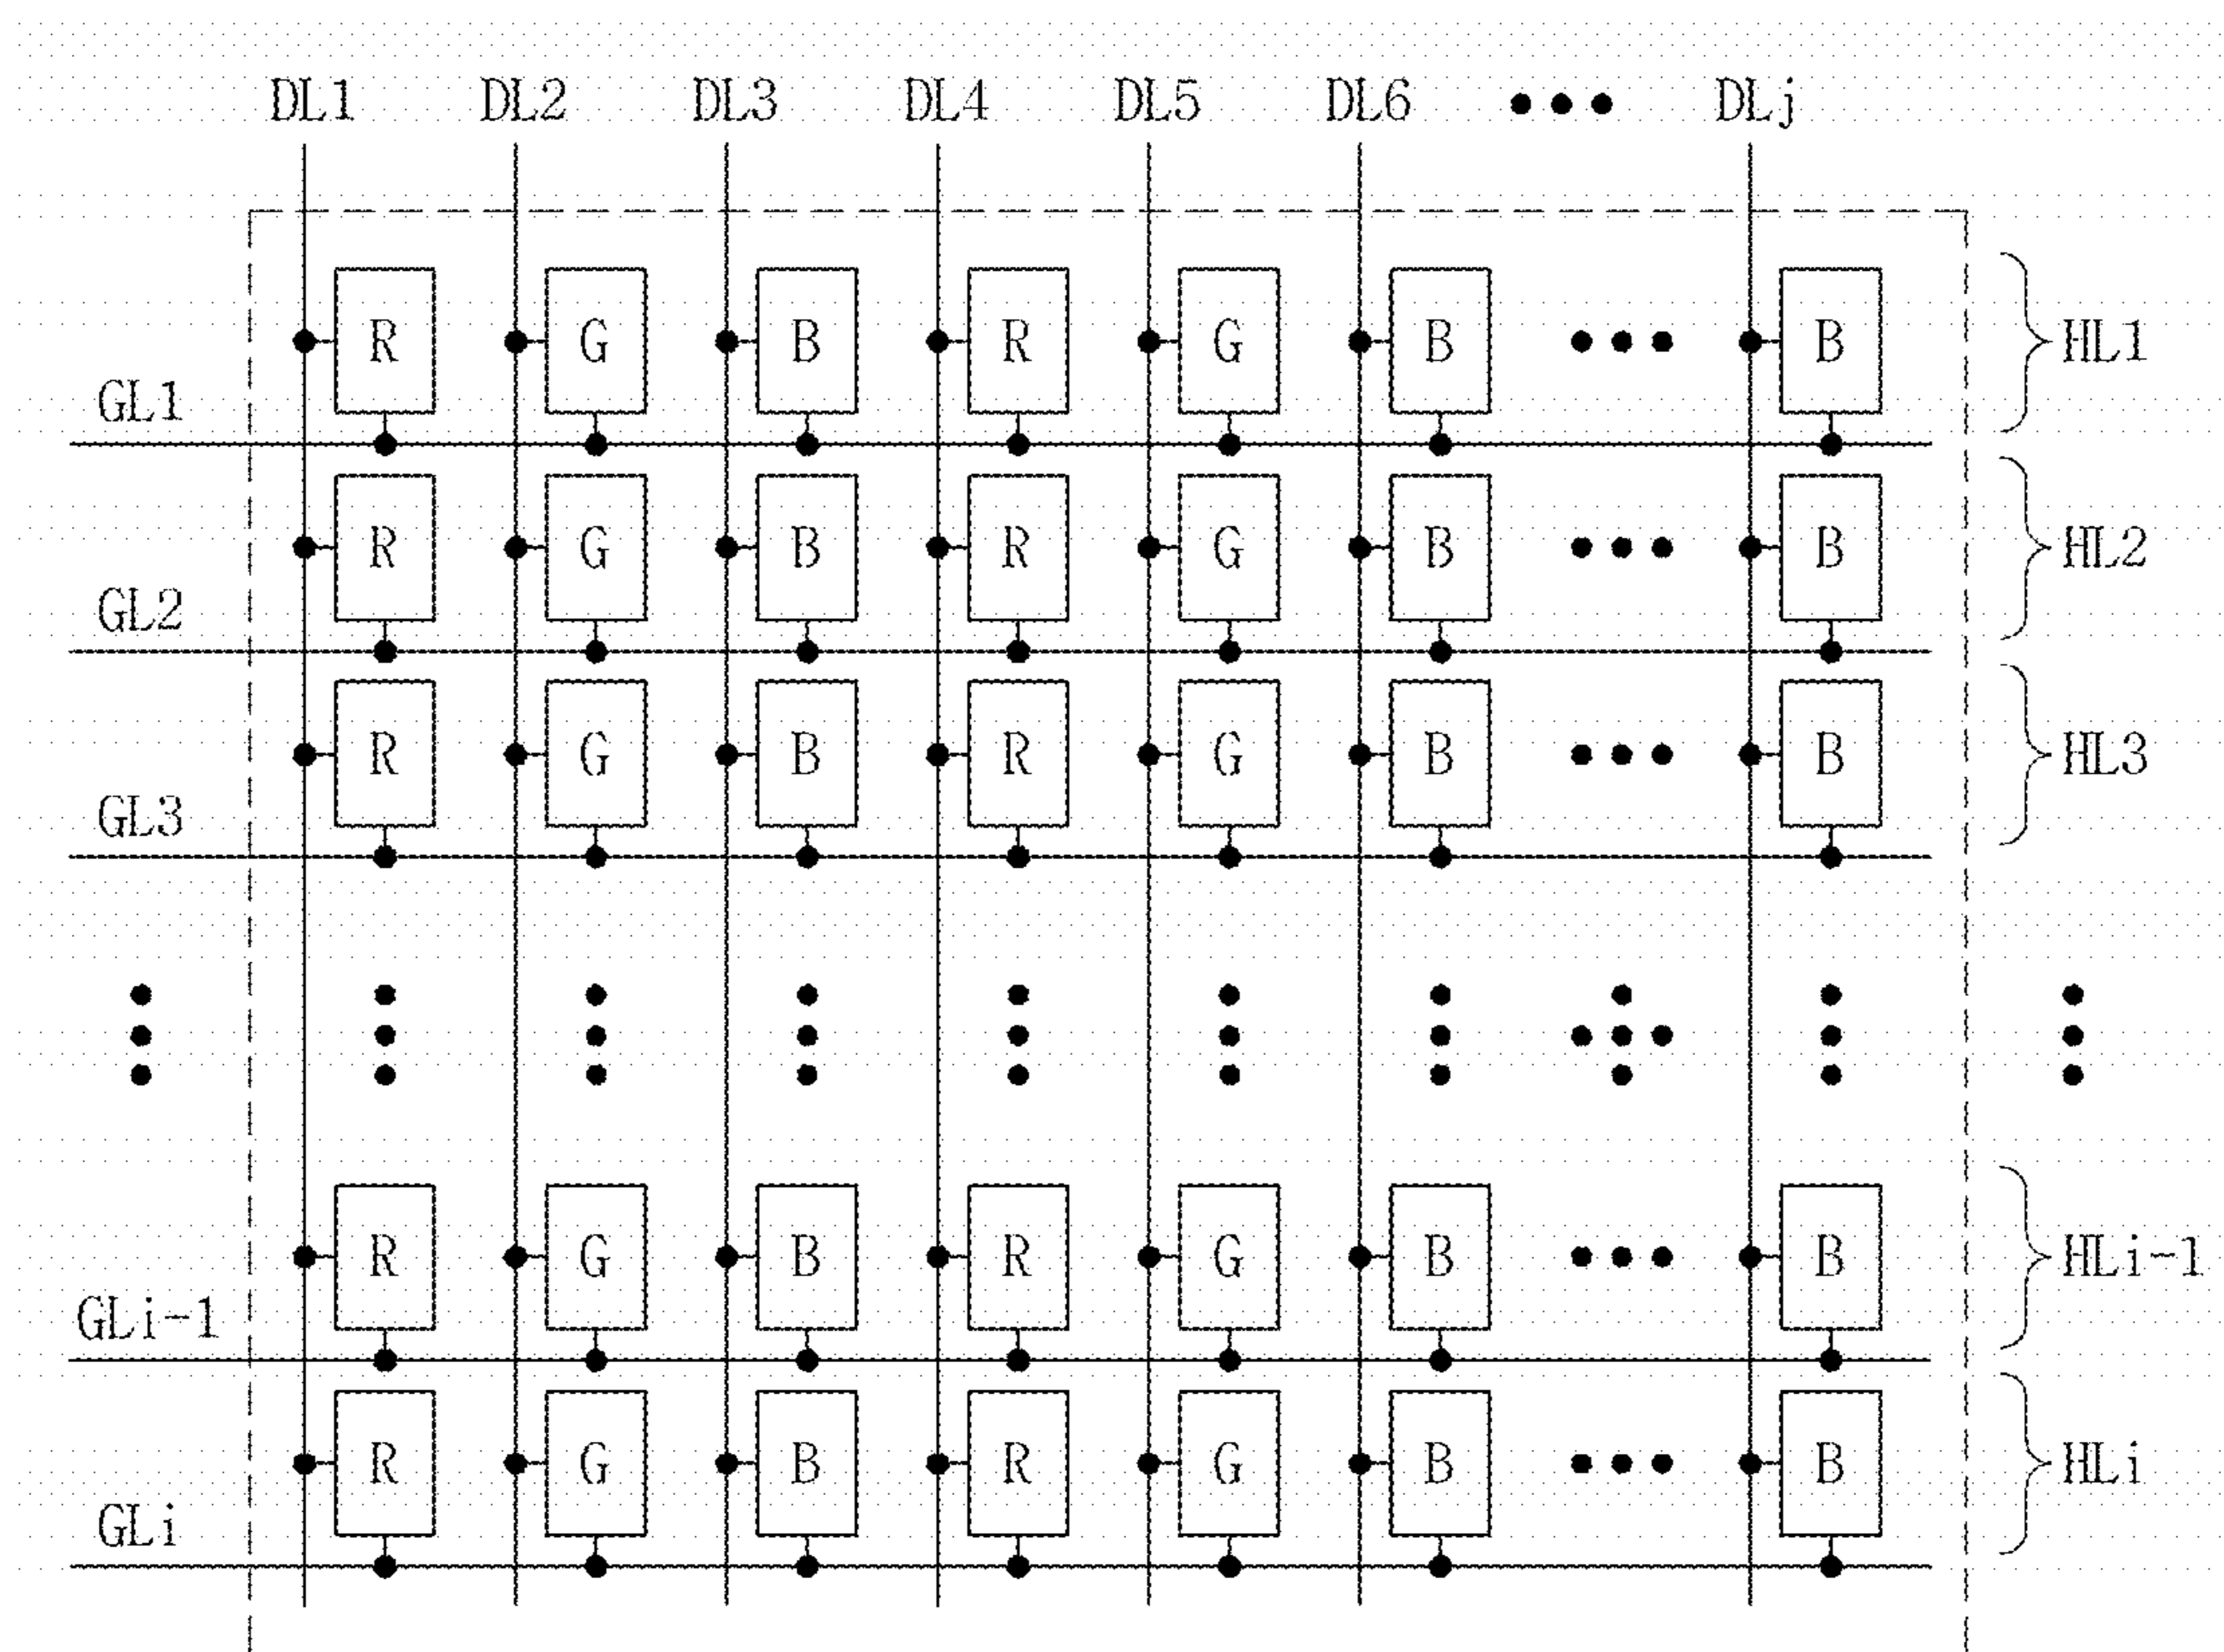 DL1 DL2 DL3 DL4 DL5 DL6 ••• DLj
R G B R G B ••• B HL1
GL1
R G B R G B ••• B HL2
GL2
R G B R G B ••• B HL3
GL3
R G B R G B ••• B HLi-1
GLi-1
R G B R G B ••• B HLi
GLi